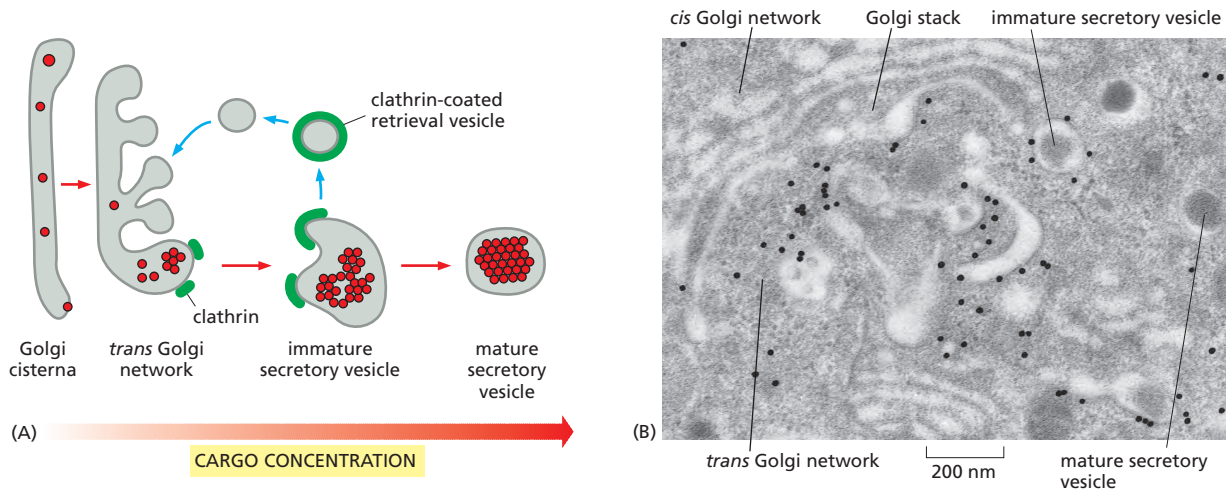 clathrin-coated
retrieval vesicle
clathrin
Golgi
cisterna
trans Golgi
network
immature
secretory vesicle
mature
secretory
vesicle
(A)
CARGO CONCENTRATION
cis Golgi network
Golgi stack
immature secretory vesicle
(B)
trans Golgi network
200 nm
mature secretory
vesicle